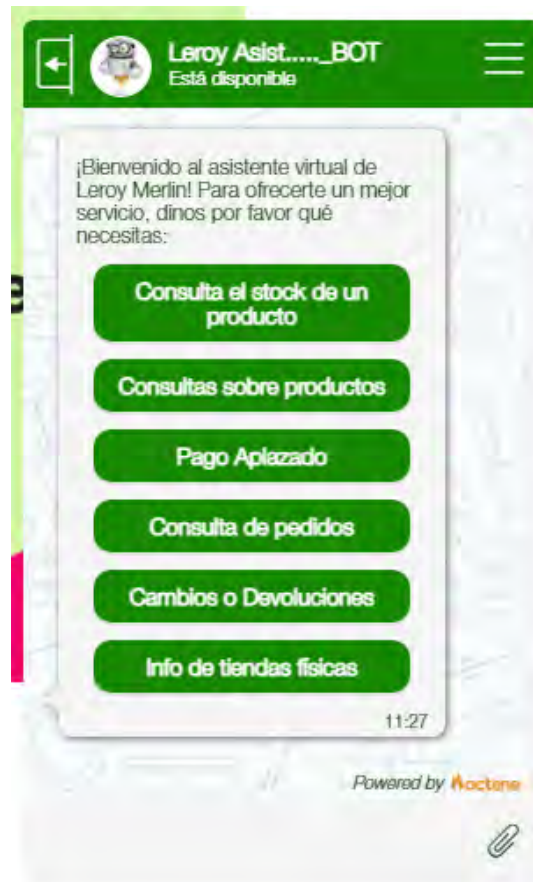 Leroy Asist....._BOT
Está disponible
¡Bienvenido al asistente virtual de
Leroy Merlin! Para ofrecerte un mejor
servicio, dinos por favor qué
necesitas:
Consulta el stock de un
producto
Consultas sobre productos
Pago Aplazado
Consulta de pedidos
Cambios o Devoluciones
Info de tiendas físicas
11:27
Powered by octane